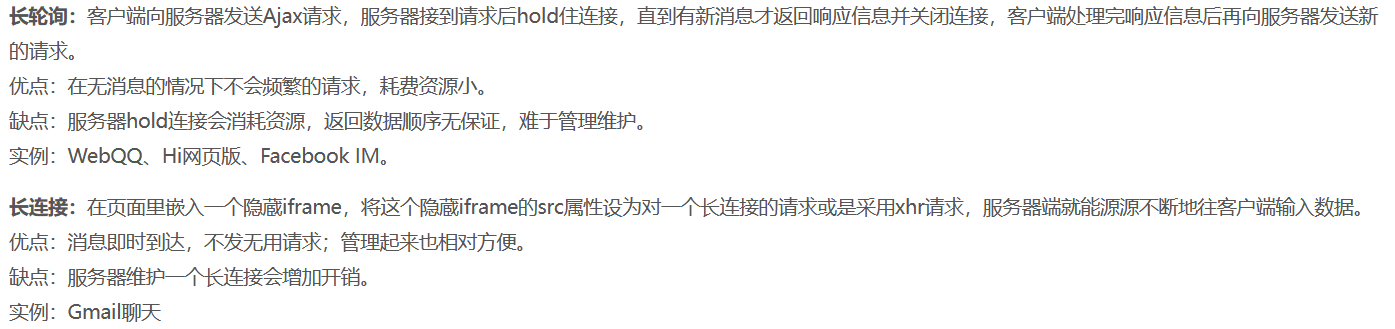 长轮询：客户端向服务器发送Ajax请求，服务器接到请求后hold住连接，直到有新消息才返回响应信息并关闭连接，客户端处理完响应信息后再向服务器发送新
的请求。
优点：在无消息的情况下不会频繁的请求，耗费资源小。
缺点：服务器hold连接会消耗资源，返回数据顺序无保证，难于管理维护。
实例：WebQQ、Hi网页版、Facebook IM。
长连接：在页面里嵌入一个隐蔵iframe，将这个隐蔵iframe的src属性设为对一个长连接的请求或是采用xhr请求，服务器端就能源源不断地往客户端输入数据。
优点：消息即时到达，不发无用请求；管理起来也相对方便。
缺点：服务器维护一个长连接会增加开销。
实例：Gmail聊天